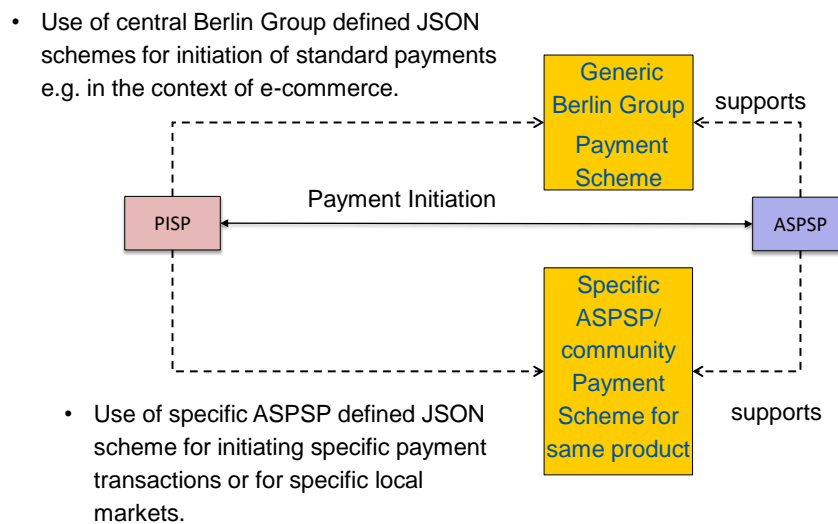 • Use of central Berlin Group defined JSON
schemes for initiation of standard payments
e.g. in the context of e-commerce.
Generic
Berlin Group
Payment
Scheme
supports
Payment Initiation
PISP
ASPSP
Specific
ASPSP/
community
Payment
Scheme for
same product
supports
• Use of specific ASPSP defined JSON
scheme for initiating specific payment
transactions or for specific local
markets.